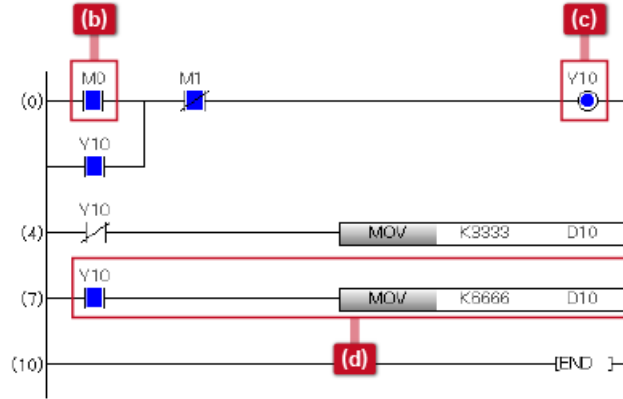 (b) (c)
M0 M1 Y10
(0)
Y10
Y10
(4) MOV K3333 D10
Y10
(7) MOV K6666 D10
(d)
(10) [END ]